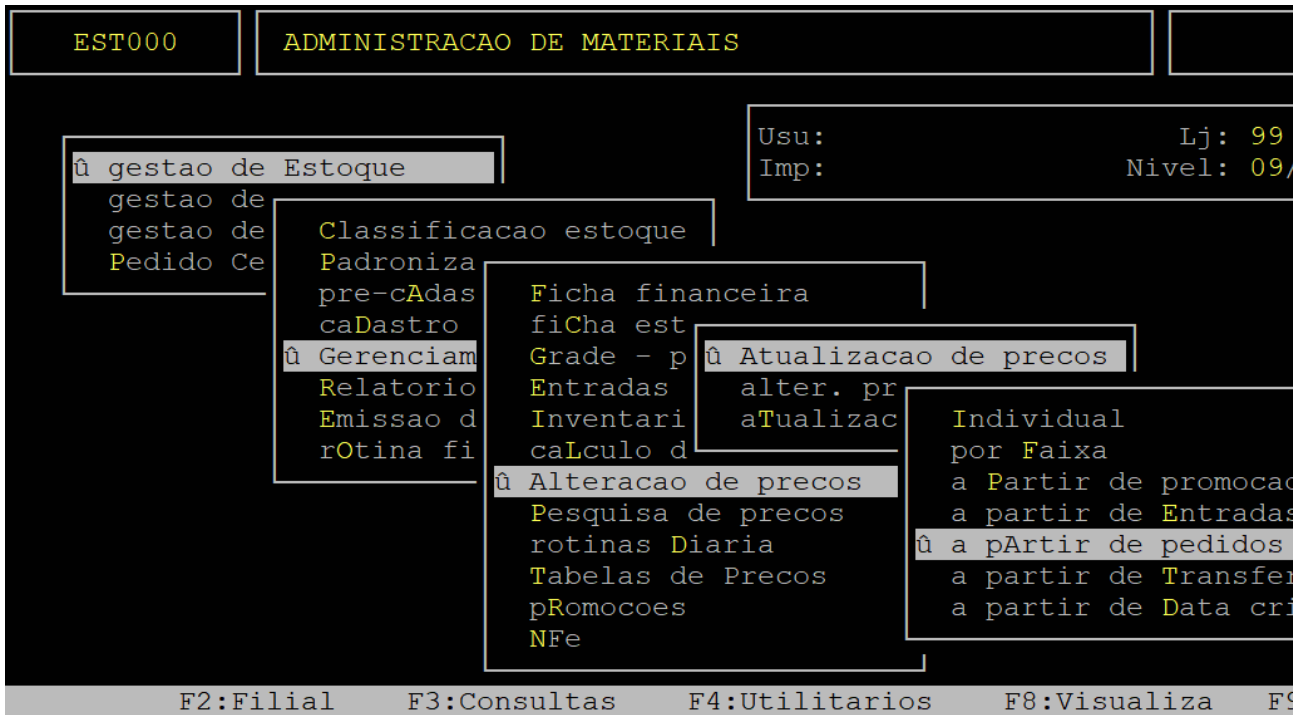 EST000
ADMINISTRACAO DE MATERIAIS
Usu:
Lj: 99
Imp:
Nivel: 09/
û gestao de Estoque
gestao de
gestao de
Pedido Ce
Classificacao estoque
Padroniza
pre-cAdas
caDastro
û Gerenciam
Relatorio
Emissao d
rOtina fi
Ficha financeira
fiCha est
Grade - p
Entradas
Inventari
caLculo d
û Alteracao de precos
Pesquisa de precos
rotinas Diaria
Tabelas de Precos
pRomocoes
NFe
û Atualizacao de precos
alter. pr
aTualizac
Individual
por Faixa
a Partir de promocao
a partir de Entradas
û a pArtir de pedidos
a partir de Transfer
a partir de Data cri
F2:Filial F3:Consultas F4:Utilitarios F8:Visualiza